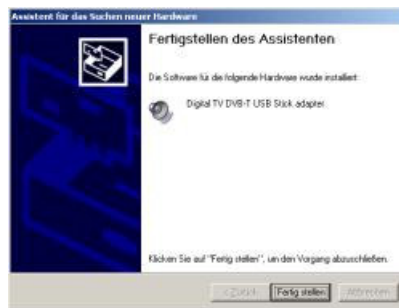 Assistent für das Suchen neuer Hardware
Fertigstellen des Assistenten
Die Software für die folgende Hardware wurde installiert:
Digital TV DVB-T USB Stick adapter
Klicken Sie auf "Fertig stellen", um den Vorgang abzuschließen.
< Zurück Fertig stellen Abbrechen